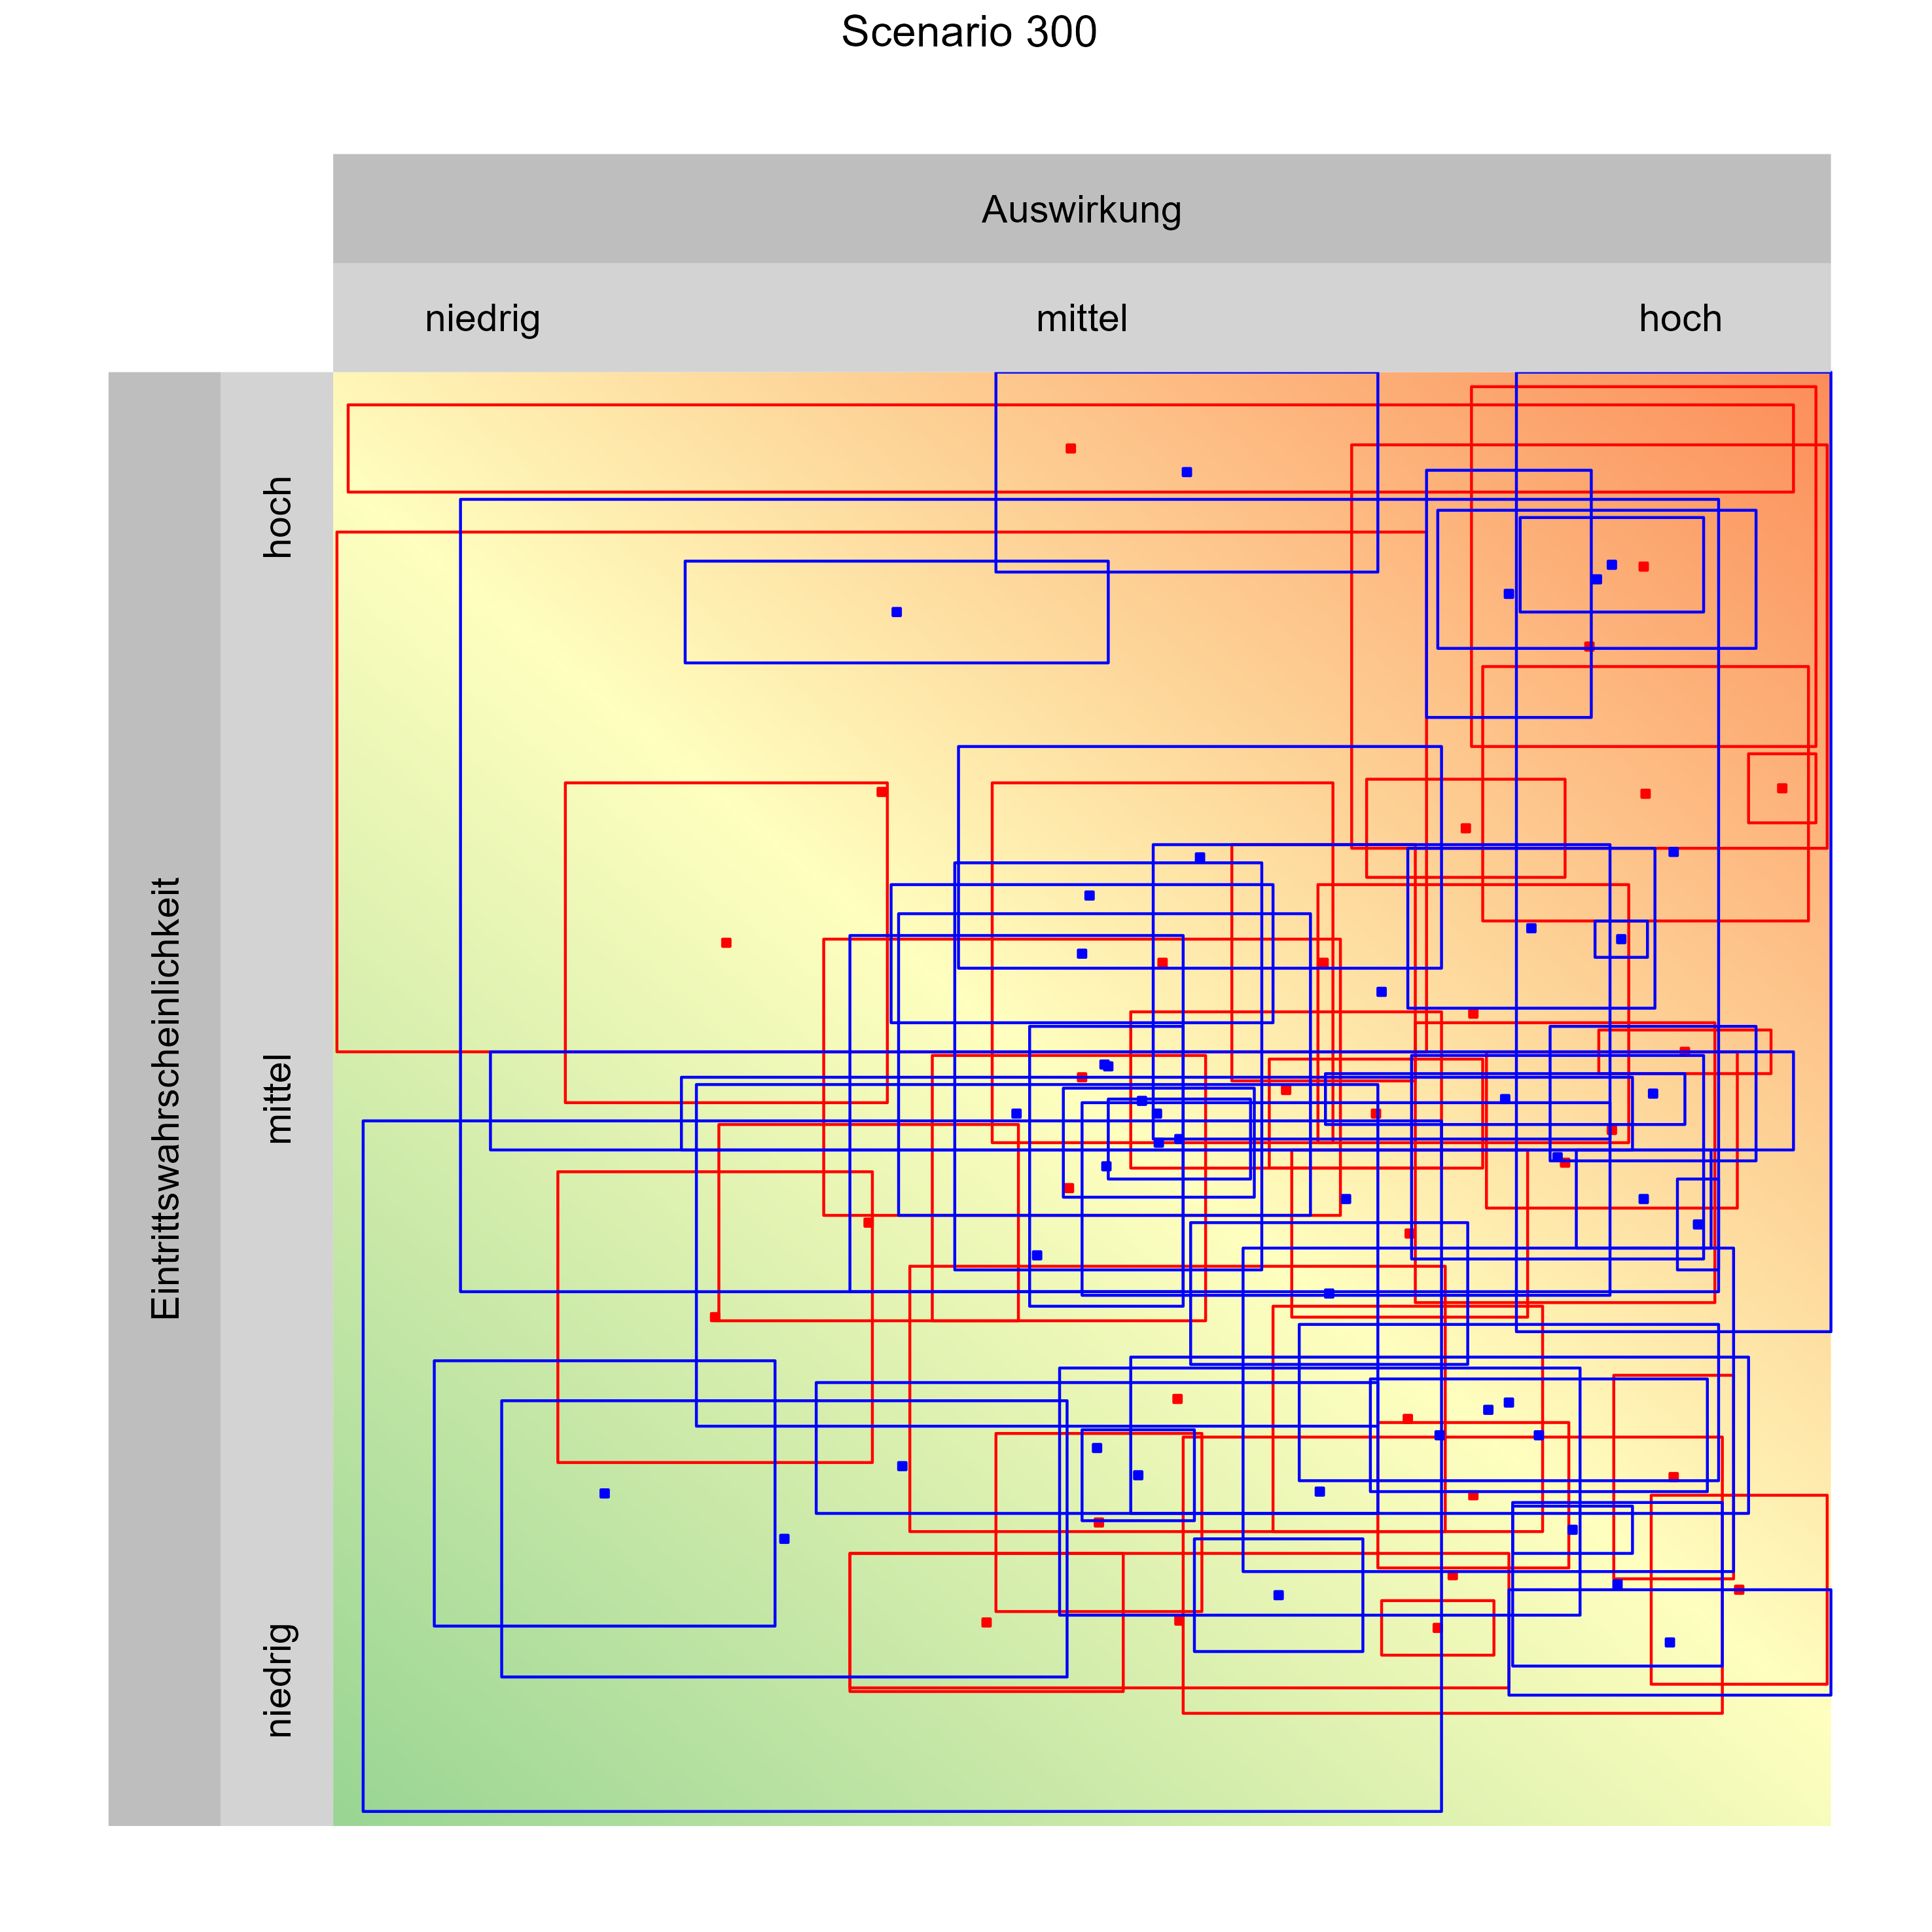 Scenario 300
Auswirkung
niedrig
mittel
hoch
Eintrittswahrscheinlichkeit
hoch
mittel
niedrig